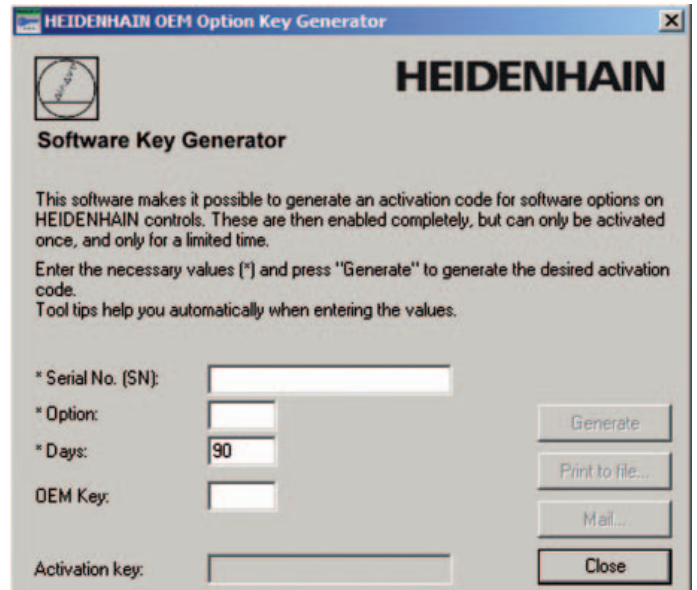 HEIDENHAIN OEM Option Key Generator
HEIDENHAIN
Software Key Generator
This software makes it possible to generate an activation code for software options on
HEIDENHAIN controls. These are then enabled completely, but can only be activated
once, and only for a limited time.
Enter the necessary values (*) and press "Generate" to generate the desired activation
code.
Tool tips help you automatically when entering the values.
* Serial No. (SN):
* Option:
Generate
* Days: 90
Print to file...
OEM Key:
Mail...
Activation key:
Close